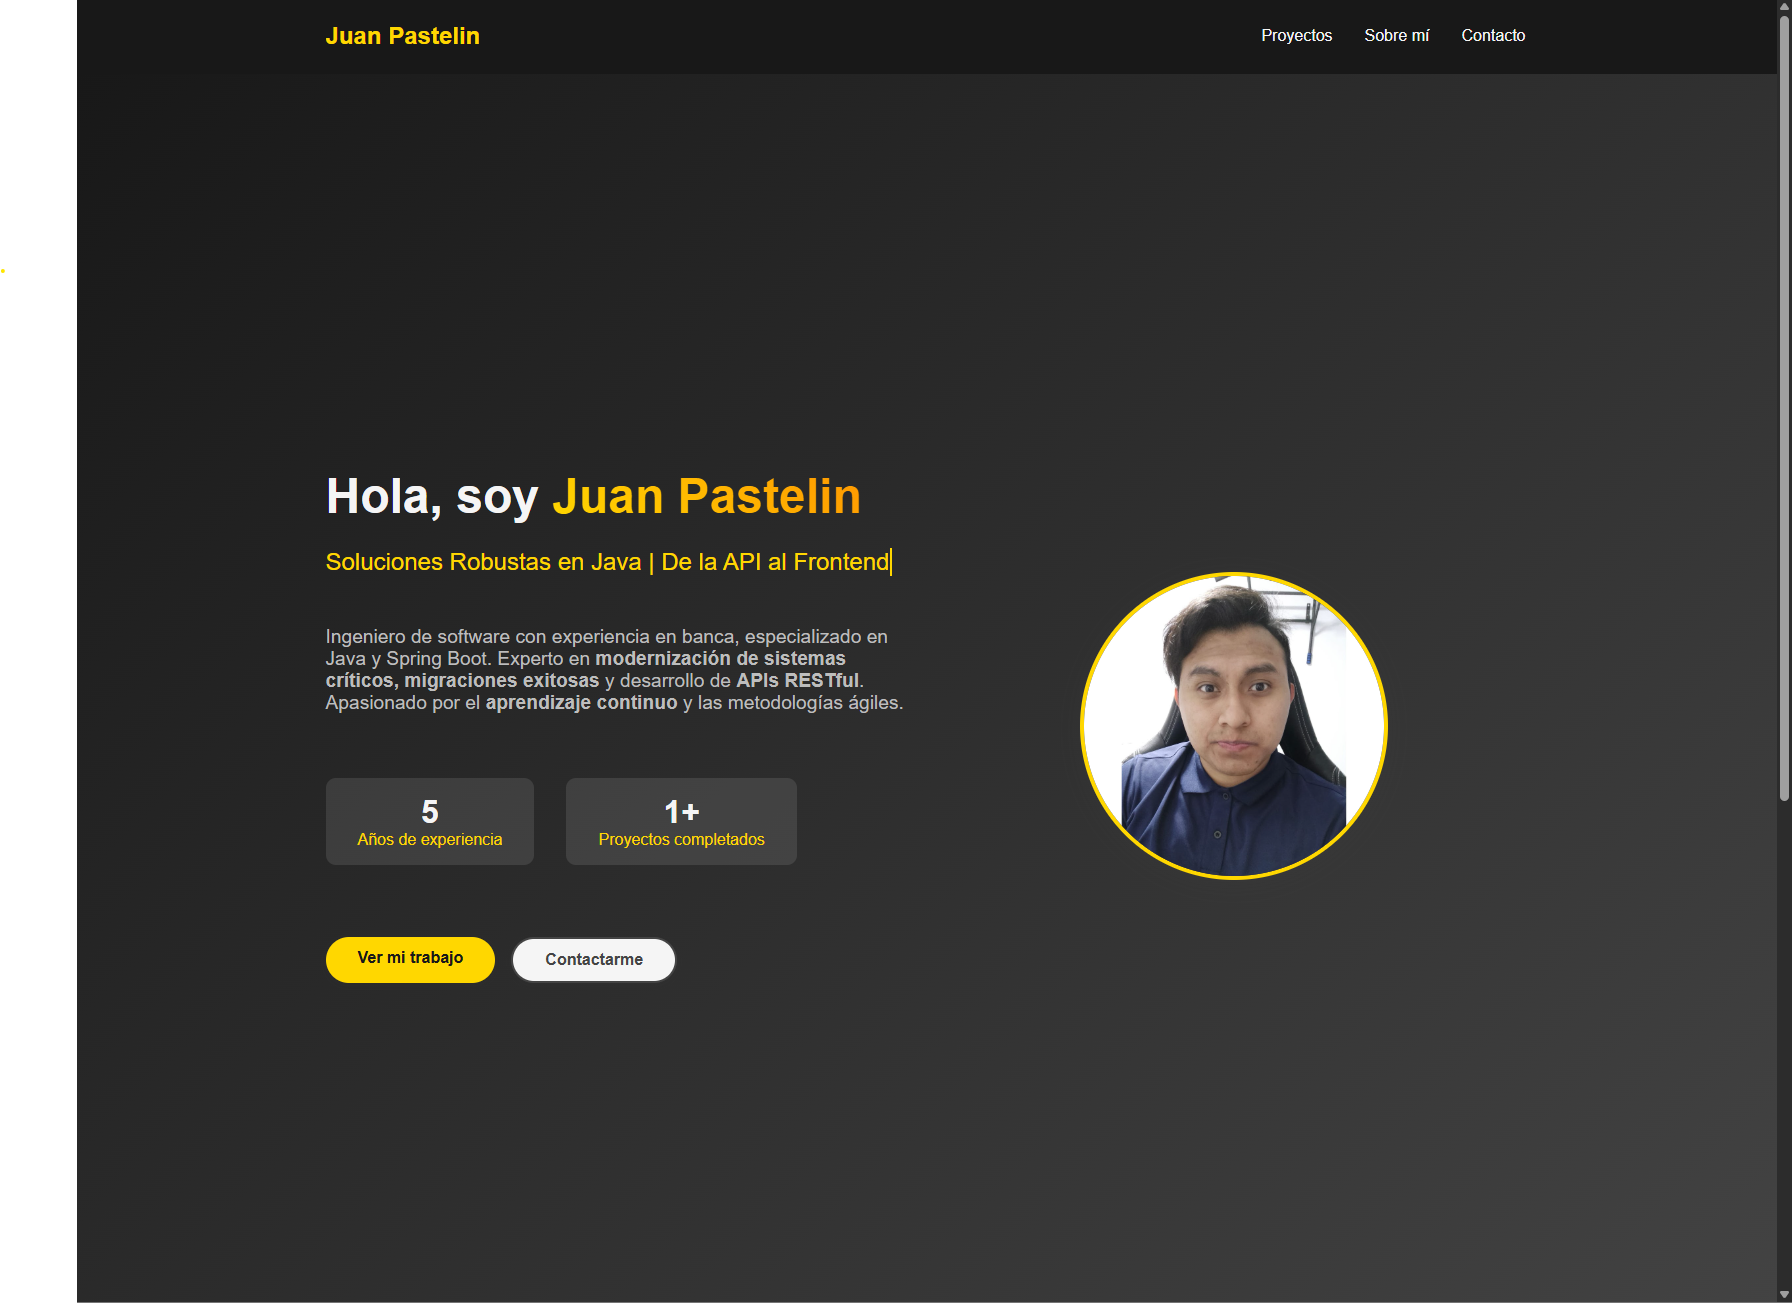 Juan Pastelin
Proyectos
Sobre mí
Contacto
Hola, soy Juan Pastelin
Soluciones Robustas en Java | De la API al Frontend
Ingeniero de software con experiencia en banca, especializado en
Java y Spring Boot. Experto en modernización de sistemas
críticos, migraciones exitosas y desarrollo de APIs RESTful.
Apasionado por el aprendizaje continuo y las metodologías ágiles.
5
Años de experiencia
1+
Proyectos completados
Ver mi trabajo
Contactarme